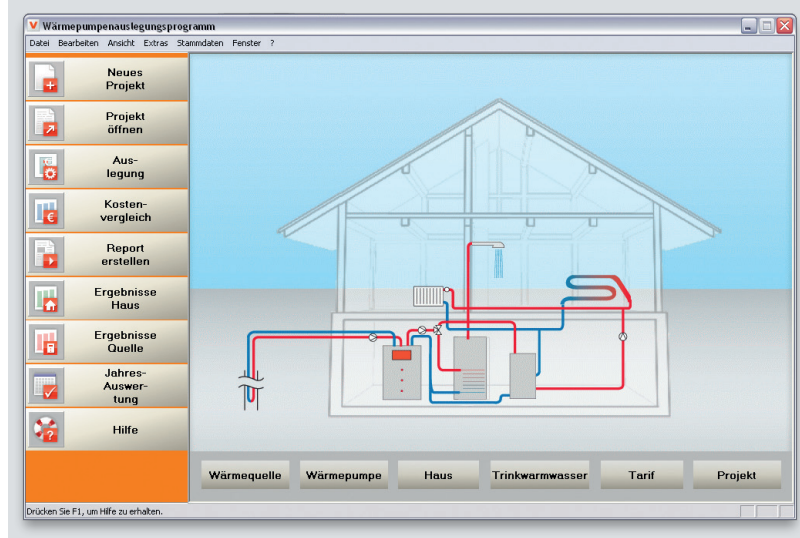 Wärmepumpenauslegungsprogramm
Datei Bearbeiten Ansicht Extras Stammdaten Fenster ?
Neues
Projekt
Projekt
öffnen
Aus-
legung
Kosten-
vergleich
Report
erstellen
Ergebnisse
Haus
Ergebnisse
Quelle
Jahres-
Auswer-
tung
Hilfe
Wärmequelle Wärmepumpe Haus Trinkwarmwasser Tarif Projekt
Drücken Sie F1, um Hilfe zu erhalten.